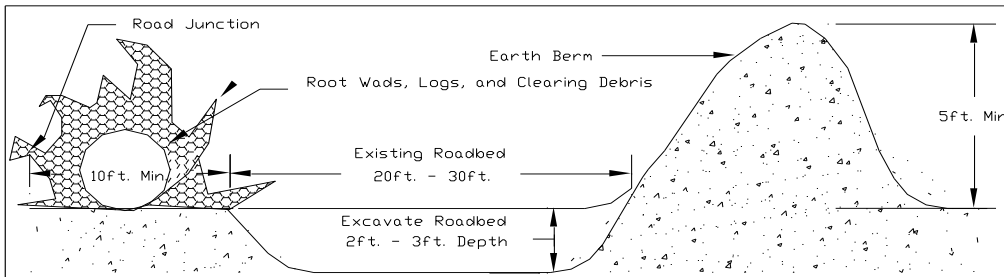 Road Junction
Earth Berm
Root Wads, Logs, and Clearing Debris
5ft. Min
Existing Roadbed
10ft. Min.
20ft. - 30ft.
Excavate Roadbed
2ft. - 3ft. Depth